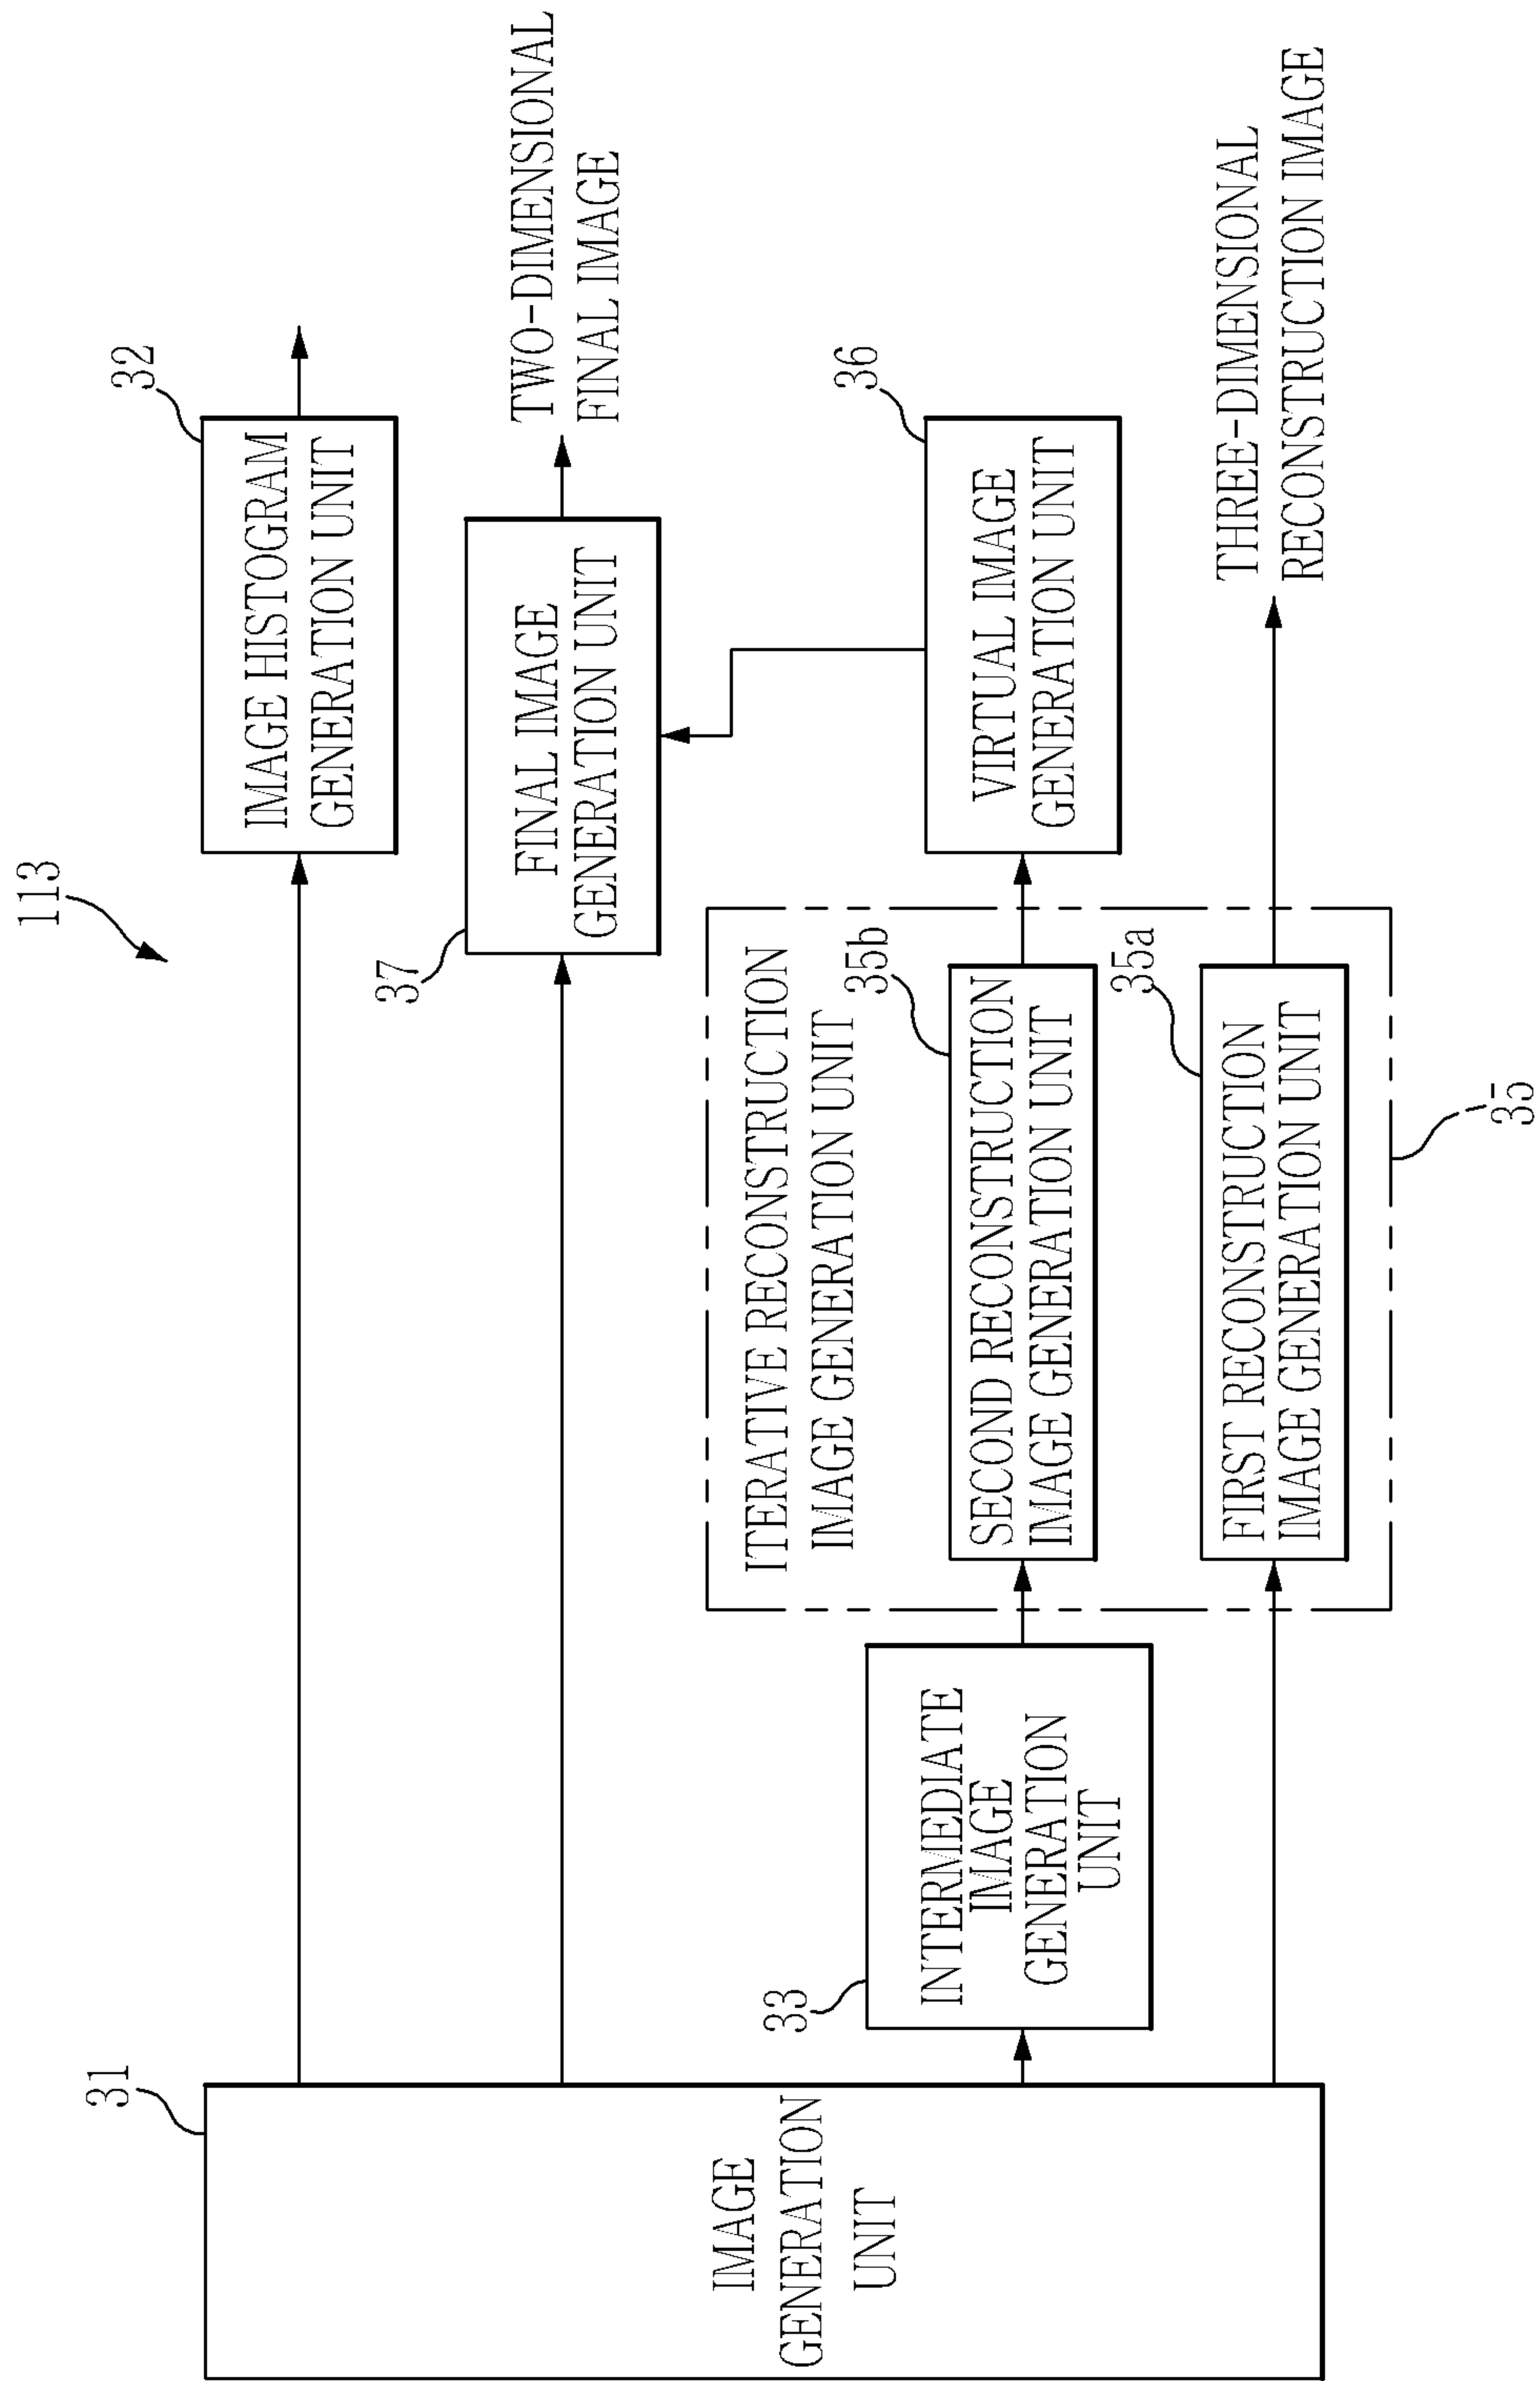 113
31
IMAGE
GENERATION
UNIT
32
IMAGE HISTOGRAM
GENERATION UNIT
37
FINAL IMAGE
GENERATION UNIT
TWO-DIMENSIONAL
FINAL IMAGE
33
INTERMEDIATE
IMAGE
GENERATION
UNIT
ITERATIVE RECONSTRUCTION
IMAGE GENERATION UNIT
35b
SECOND RECONSTRUCTION
IMAGE GENERATION UNIT
36
VIRTUAL IMAGE
GENERATION UNIT
35a
FIRST RECONSTRUCTION
IMAGE GENERATION UNIT
35
THREE-DIMENSIONAL
RECONSTRUCTION IMAGE